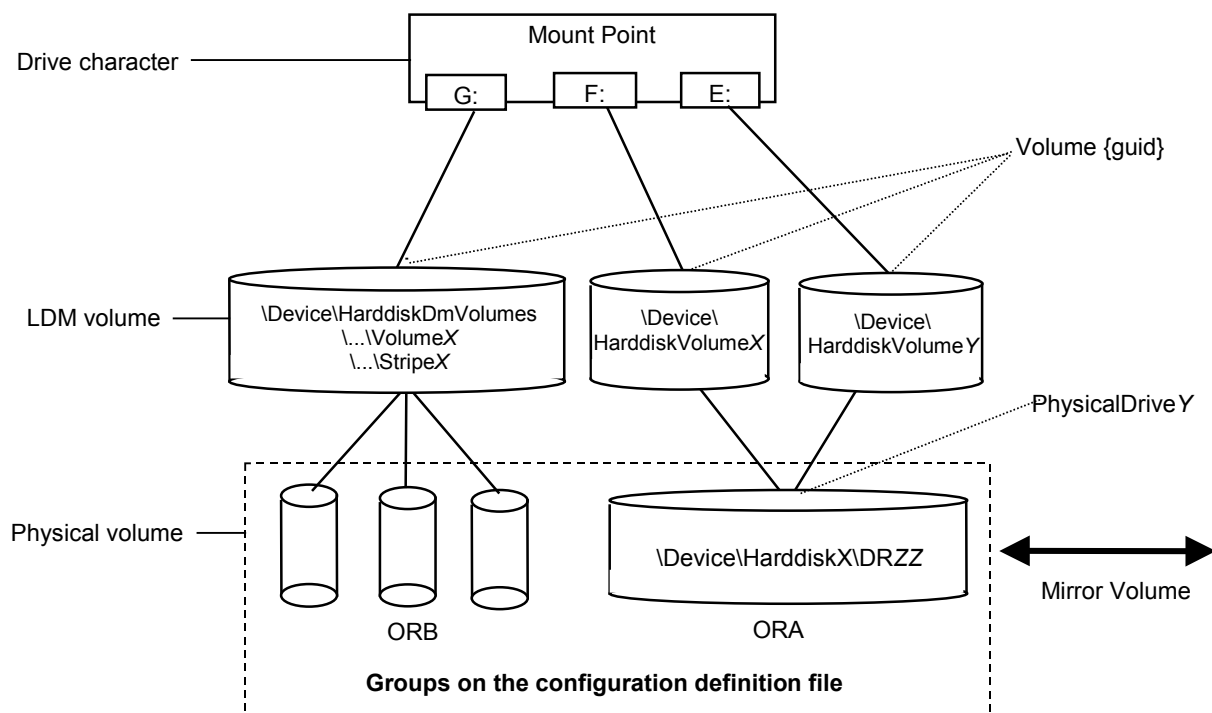 Mount Point
Drive character
G:
F:
E:
Volume {guid}
LDM volume
\Device\HarddiskDmVolumes
\...\VolumeX
\...\StripeX
\Device\
HarddiskVolumeX
\Device\
HarddiskVolumeY
PhysicalDriveY
Physical volume
\Device\HarddiskX\DRZZ
Mirror Volume
ORB
ORA
Groups on the configuration definition file